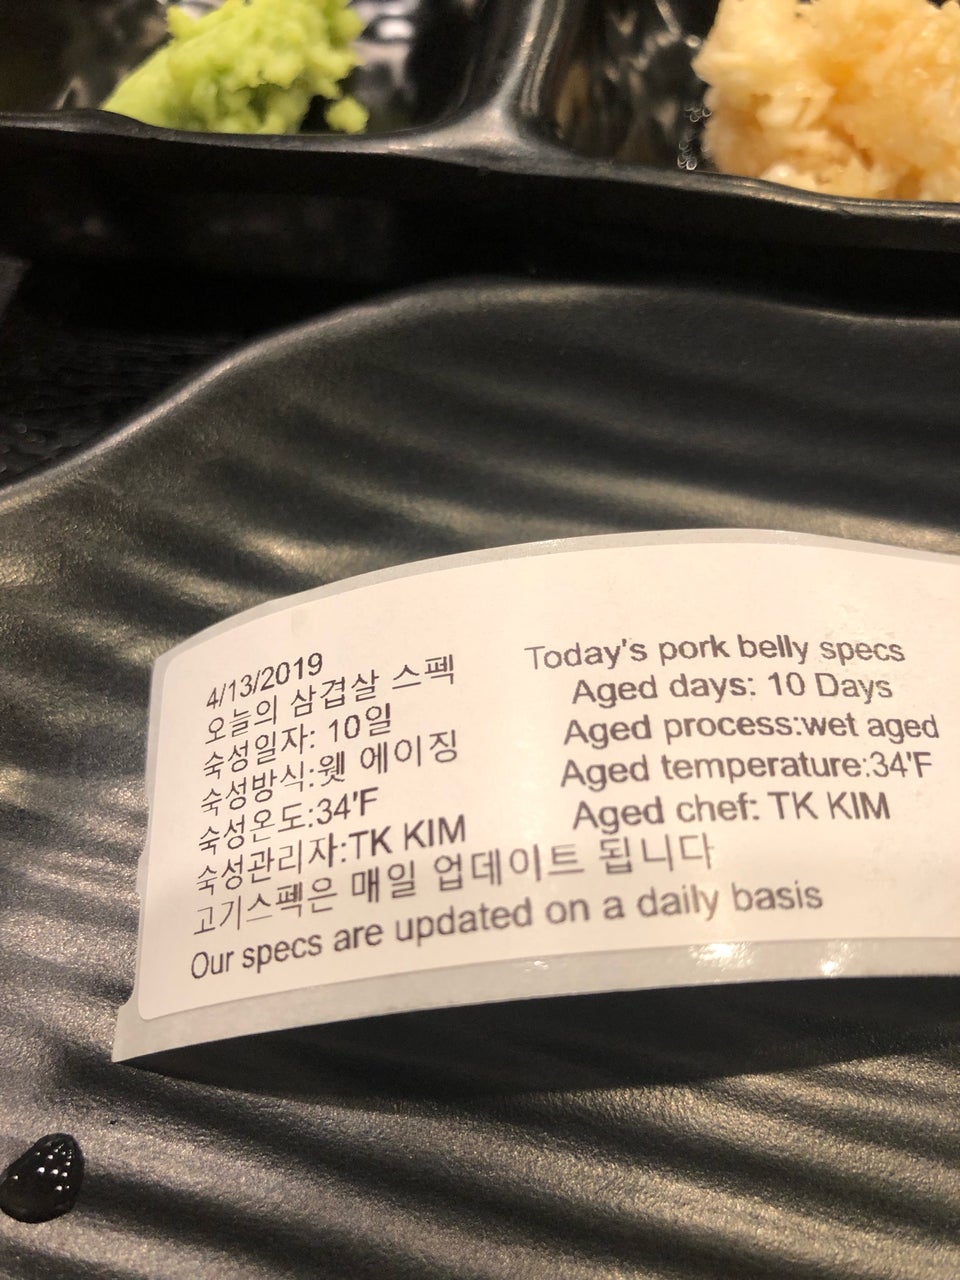 4/13/2019
오늘의 삼겹살 스펙
숙성일자: 10일
숙성방식:웻 에이징
숙성온도:34'F
숙성관리자:TK KIM
고기스펙은 매일 업데이트 됩니다
Our specs are updated on a daily basis
Today's pork belly specs
Aged days: 10 Days
Aged process:wet aged
Aged temperature:34'F
Aged chef: TK KIM